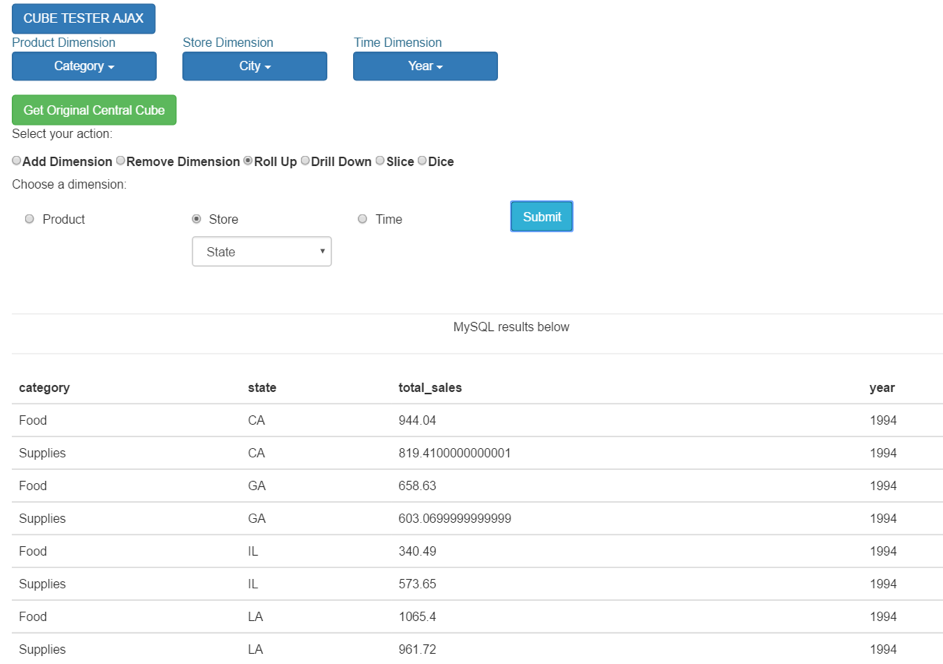 CUBE TESTER AJAX
Product Dimension Store Dimension Time Dimension
Category City Year
Get Original Central Cube
Select your action:
Add Dimension Remove Dimension Roll Up Drill Down Slice Dice
Choose a dimension:
Product Store Time Submit
State
MySQL results below
category state total_sales year
Food CA 944.04 1994
Supplies CA 819.4100000000001 1994
Food GA 658.63 1994
Supplies GA 603.0699999999999 1994
Food IL 340.49 1994
Supplies IL 573.65 1994
Food LA 1065.4 1994
Supplies LA 961.72 1994